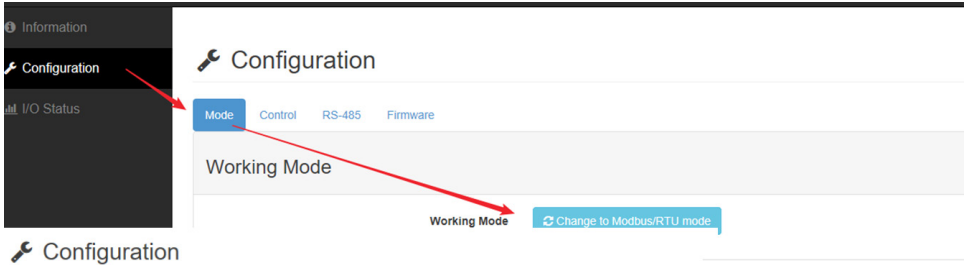 Information
Configuration
I/O Status
Configuration
Mode Control RS-485 Firmware
Working Mode
Working Mode Change to Modbus/RTU mode
Configuration